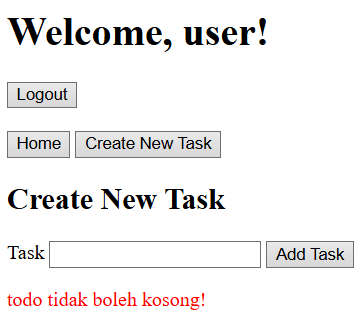 Welcome, user!
Logout
Home Create New Task
Create New Task
Task Add Task
todo tidak boleh kosong!